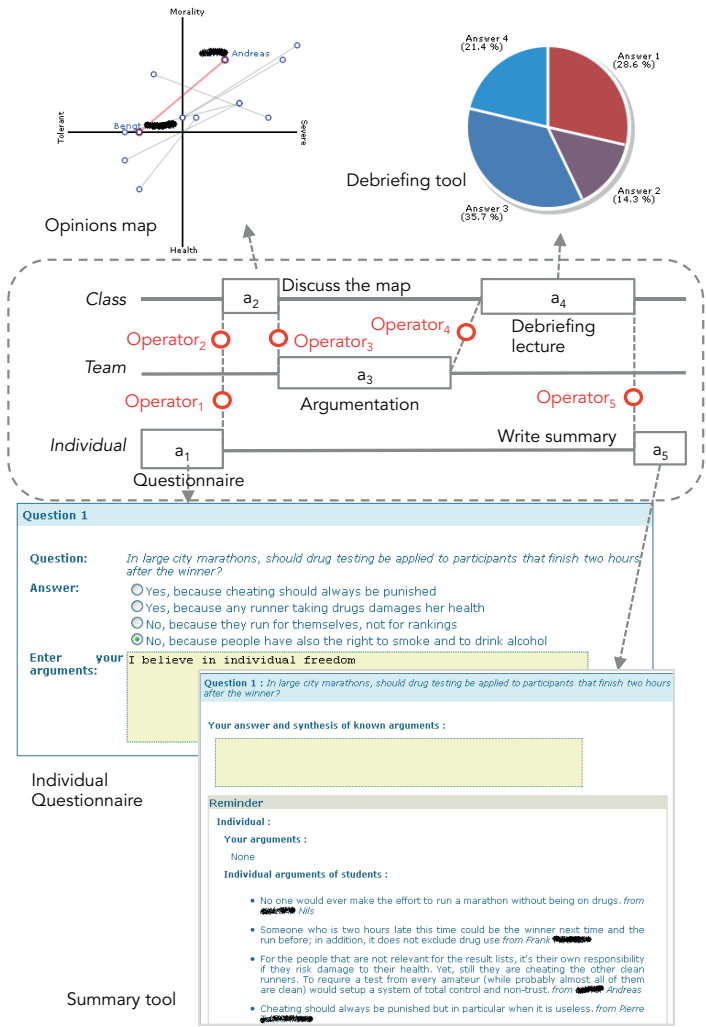 Morality
Andreas
Bengt
Tolerant
Severe
Health
Opinions map
Answer 4
(21.4 %)
Answer 1
(28.6 %)
Answer 2
(14.3 %)
Answer 3
(35.7 %)
Debriefing tool
Class
a2
Discuss the map
a4
Debriefing
lecture
Operator2
Operator3
Operator4
Team
a3
Argumentation
Operator1
Operator5
Individual
a1
Questionnaire
Write summary
a5
Question 1
Question:
In large city marathons, should drug testing be applied to participants that finish two hours
after the winner?
Answer:
Yes, because cheating should always be punished
Yes, because any runner taking drugs damages her health
No, because they run for themselves, not for rankings
No, because people have also the right to smoke and to drink alcohol
Enter your
arguments:
I believe in individual freedom
Individual
Questionnaire
Question 1 : In large city marathons, should drug testing be applied to participants that finish two hours
after the winner?
Your answer and synthesis of known arguments :
Reminder
Individual :
Your arguments :
None
Individual arguments of students :
• No one would ever make the effort to run a marathon without being on drugs. from
Nils
• Someone who is two hours late this time could be the winner next time and the
run before; in addition, it does not exclude drug use from Frank
• For the people that are not relevant for the result lists, it's their own responsibility
if they risk damage to their health. Yet, still they are cheating the other clean
runners. To require a test from every amateur (while probably almost all of them
are clean) would setup a system of total control and non-trust. from Andreas
• Cheating should always be punished but in particular when it is useless. from Pierre
Summary tool